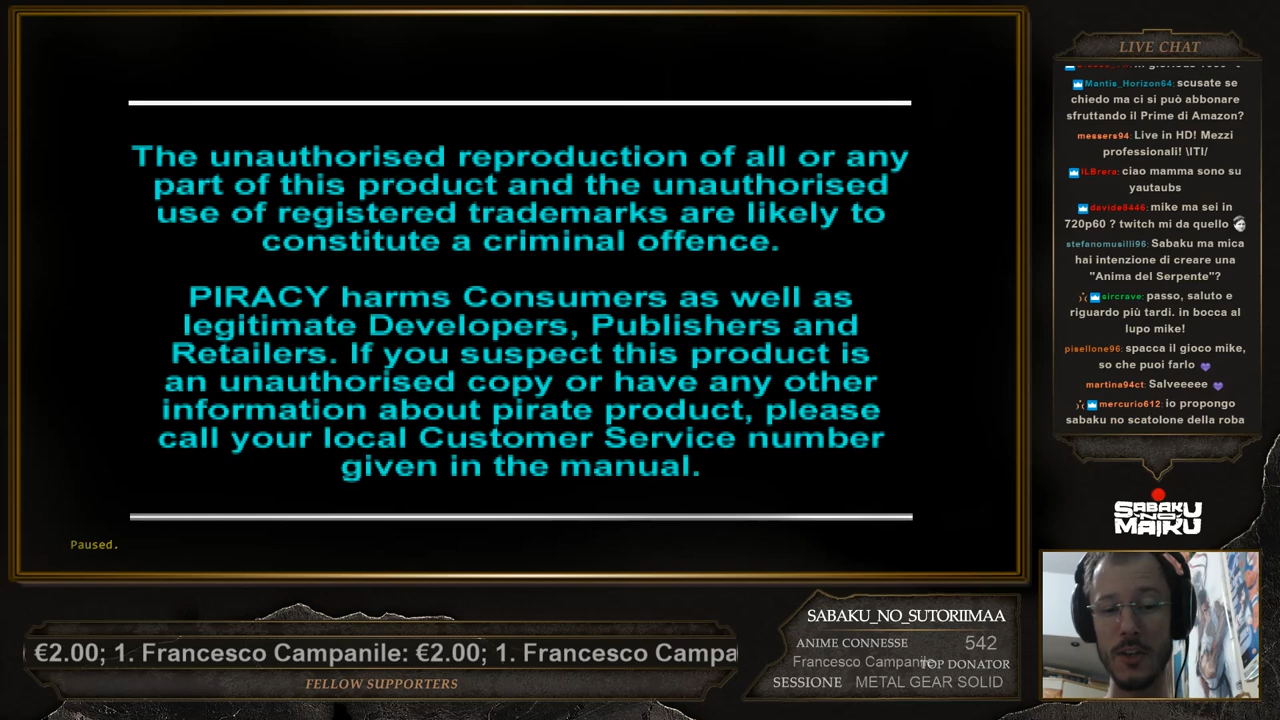 The unauthorised reproduction of all or any
part of this product and the unauthorised
use of registered trademarks are likely to
constitute a criminal offence.
PIRACY harms Consumers as well as
legitimate Developers, Publishers and
Retailers. If you suspect this product is
an unauthorised copy or have any other
information about pirate product, please
call your local Customer Service number
given in the manual.
Paused.
LIVE CHAT
Mantis_Horizon64: scusate se
chiedo ma ci si può abbonare
sfruttando il Prime di Amazon?
messers94: Live in HD! Mezzi
professionali! \ITI/
iLBrera: ciao mamma sono su
yautaubs
davide8446: mike ma sei in
720p60 ? twitch mi da quello
stefanomusilli96: Sabaku ma mica
hai intenzione di creare una
"Anima del Serpente"?
sircrave: passo, saluto e
riguardo più tardi. in bocca al
lupo mike!
pisellone96: spacca il gioco mike,
so che puoi farlo
martina94ct: Salveeeee
mercurio612: io propongo
sabaku no scatolone della roba
SABAKU
NO
MAIKU
€2.00; 1. Francesco Campanile: €2.00; 1. Francesco Campa
FELLOW SUPPORTERS
SABAKU_NO_SUTORIIMAA
ANIME CONNESSE 542
Francesco Campanile TOP DONATOR
SESSIONE METAL GEAR SOLID